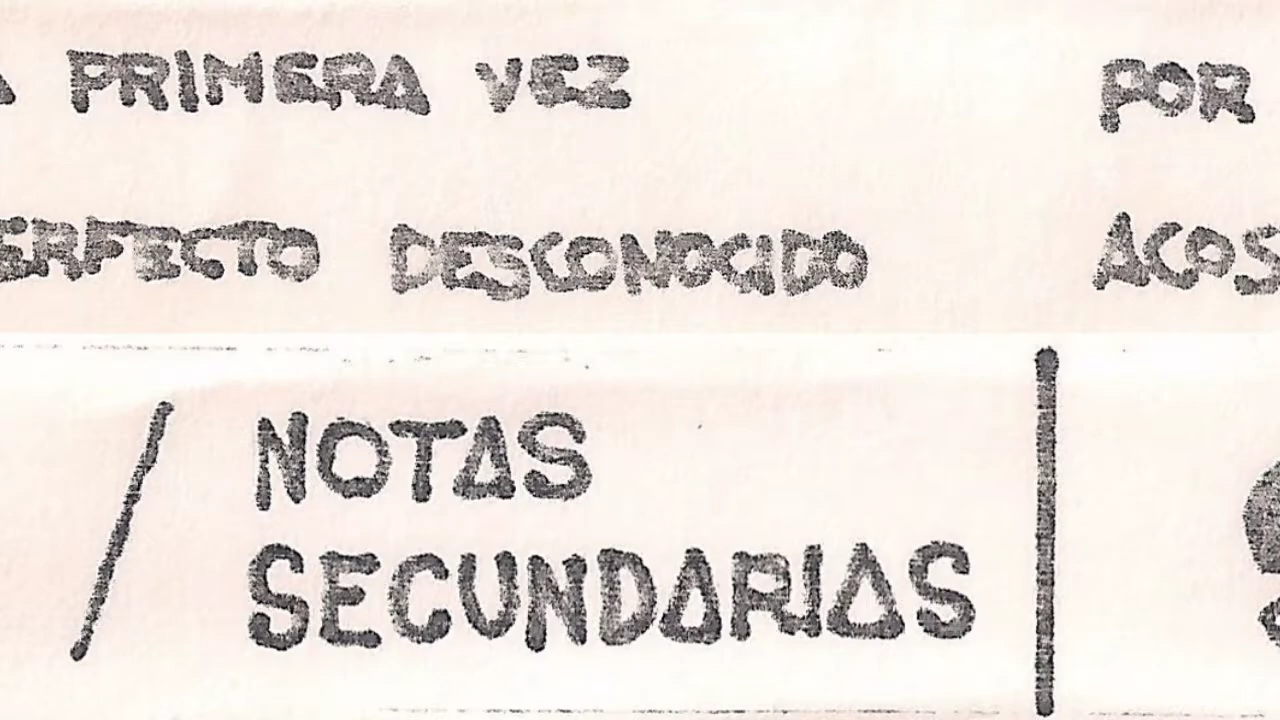 PRIMERA VEZ POR
DESCONOCIDO
NOTAS
SECUNDARIAS